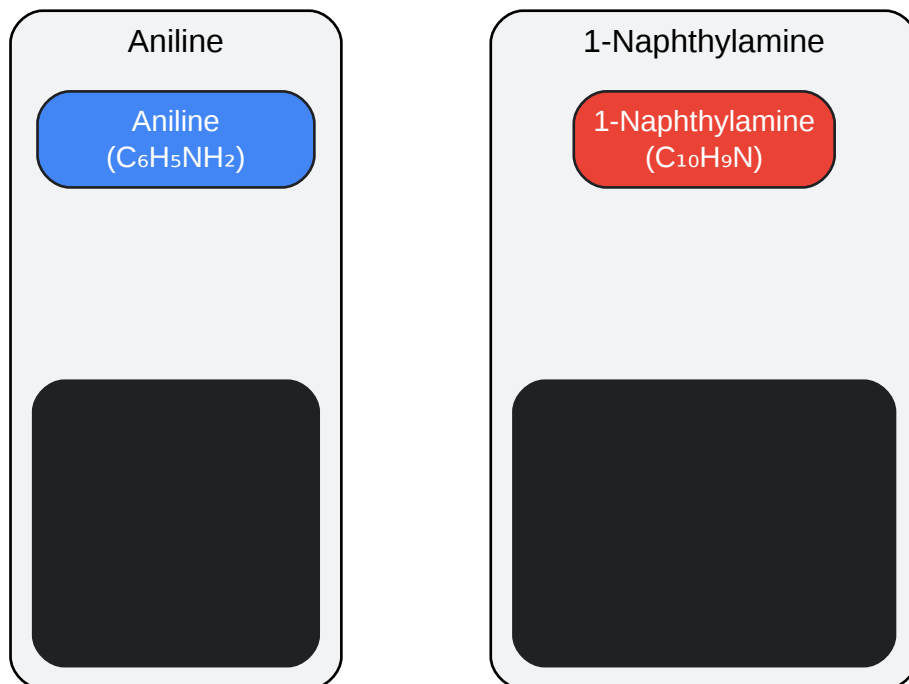 Aniline
Aniline
(C₆H₅NH₂)
1-Naphthylamine
1-Naphthylamine
(C₁₀H₉N)